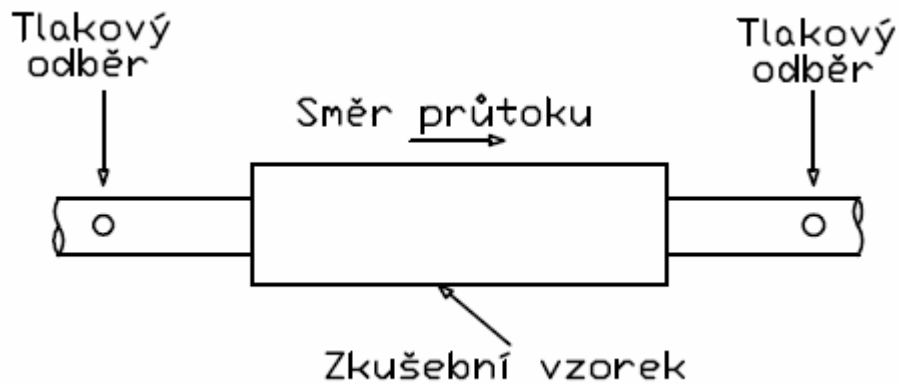 Tlakový
odběr
Tlakový
odběr
Směr průtoku
Zkušební vzorek